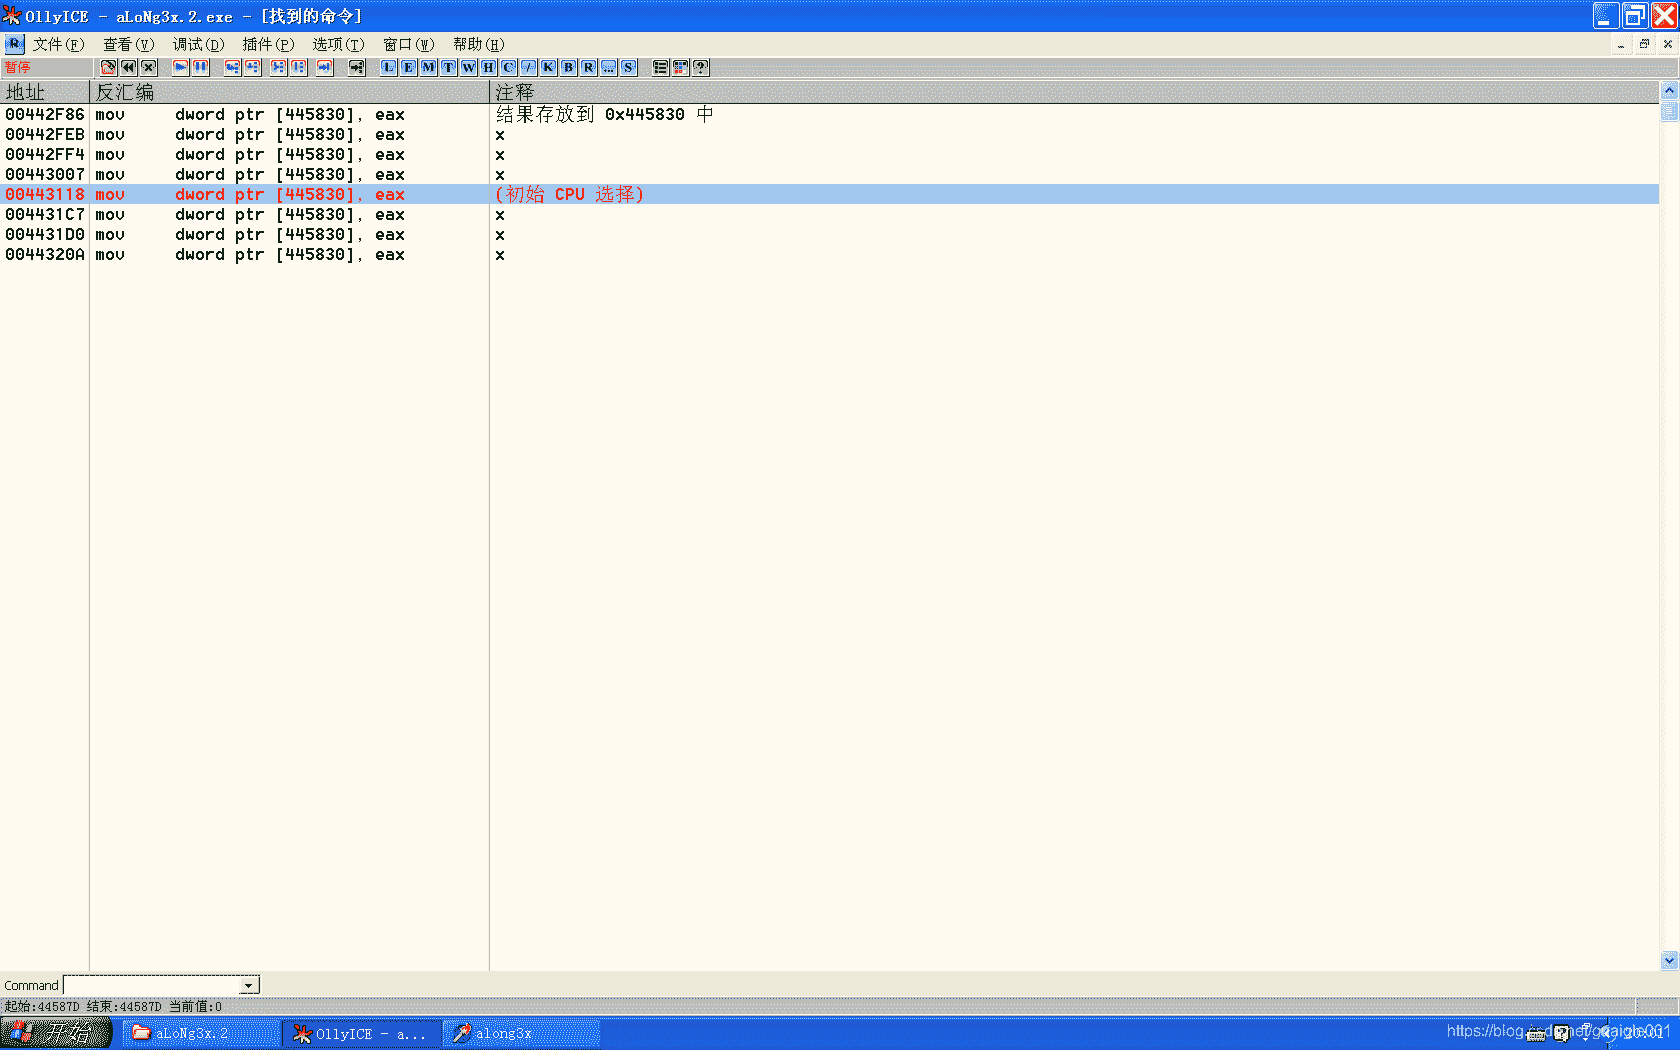 OllyICE - aLoNg3x.2.exe - [找到的命令]
文件(F) 查看(V) 调试(D) 插件(P) 选项(T) 窗口(W) 帮助(H)
暂停 L E M T W H C / K B R ... S ?
地址 反汇编 注释
00442F86 mov dword ptr [445830], eax 结果存放到 0x445830 中
00442FEB mov dword ptr [445830], eax x
00442FF4 mov dword ptr [445830], eax x
00443007 mov dword ptr [445830], eax x
00443118 mov dword ptr [445830], eax (初始 CPU 选择)
004431C7 mov dword ptr [445830], eax x
004431D0 mov dword ptr [445830], eax x
0044320A mov dword ptr [445830], eax x
Command
起始:44587D 结束:44587D 当前值:0
开始 aLoNg3x.2 OllyICE - a... along3x